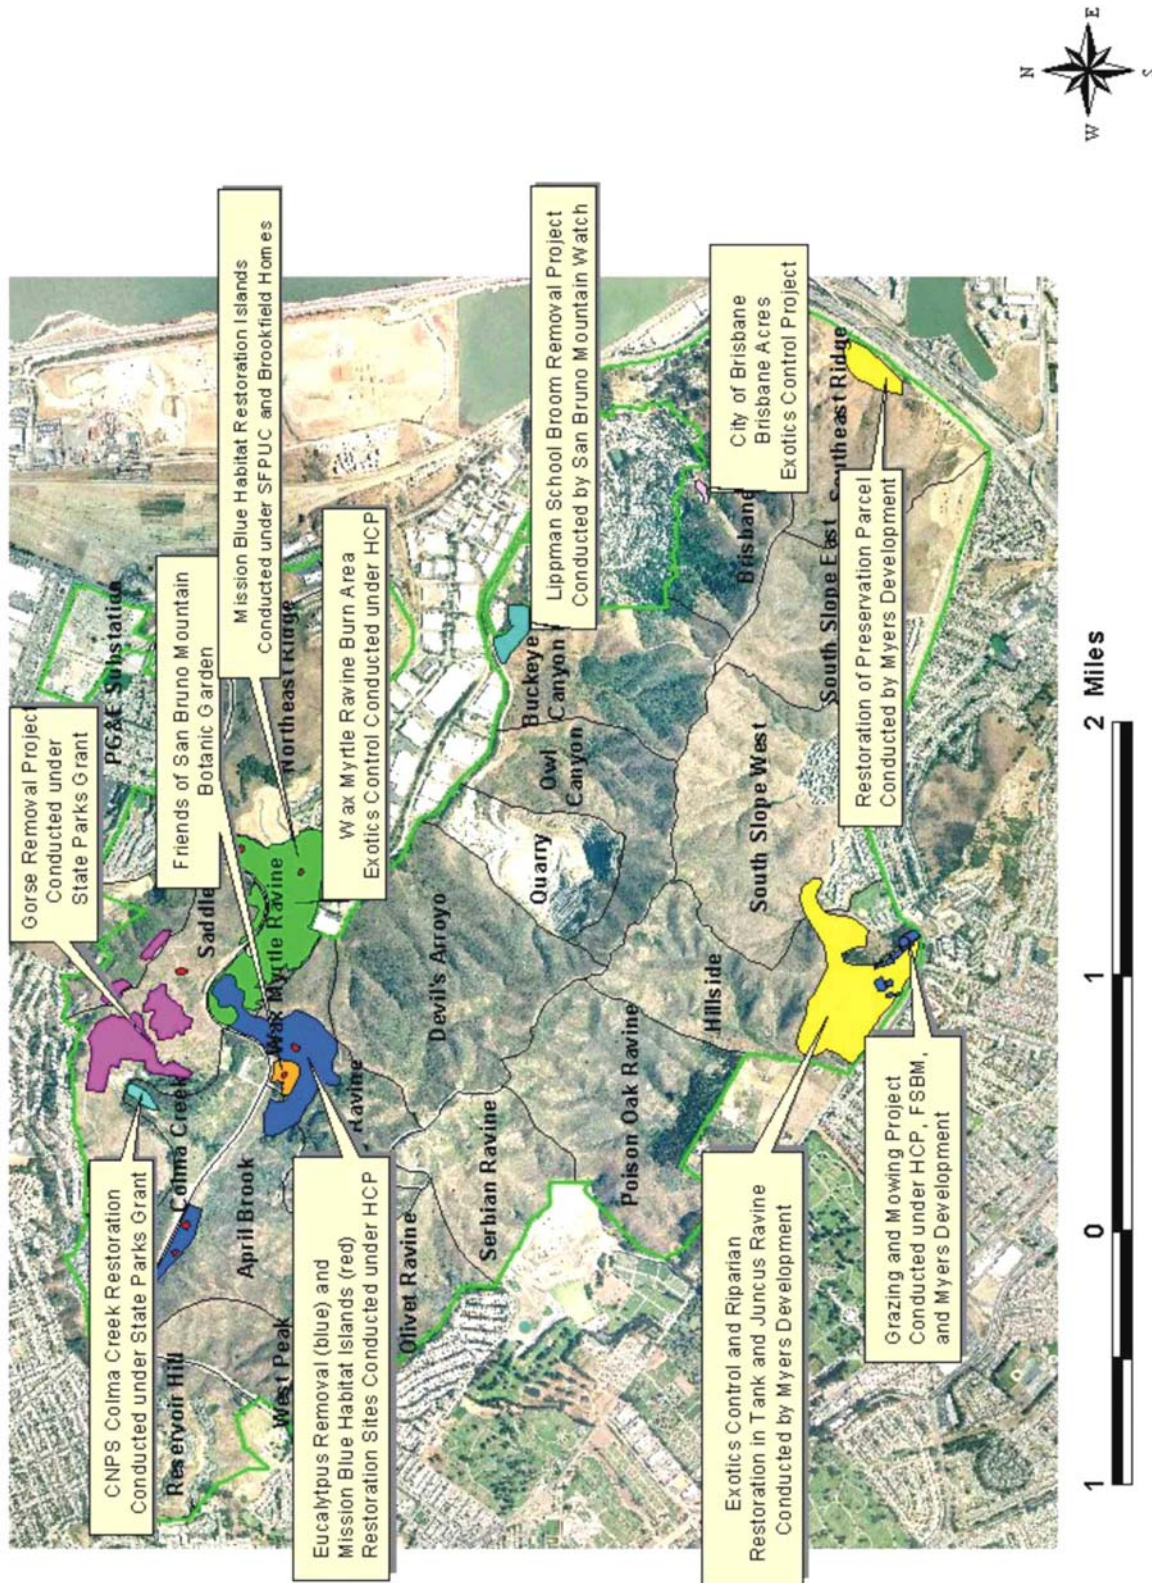 Gorse Removal Project
Conducted under
State Parks Grant
PG&E Substation
Friends of San Bruno Mountain
Botanic Garden
Mission Blue Habitat Restoration Islands
Conducted under SFPUC and Brookfield Homes
Northeast Ridge
Saddle
Wax Myrtle Ravine
Wax Myrtle Ravine Burn Area
Exotics Control Conducted under HCP
CNPS Colma Creek Restoration
Conducted under State Parks Grant
Colma Creek
Reservoir Hill
April Brook
West Peak
Eucalytpus Removal (blue) and
Mission Blue Habitat Islands (red)
Restoration Sites Conducted under HCP
Ravine
Olivet Ravine
Serbian Ravine
Devil's Arroyo
Quarry
Owl
Canyon
Buckeye
Canyon
Lippman School Broom Removal Project
Conducted by San Bruno Mountain Watch
City of Brisbane
Brisbane Acres
Exotics Control Project
Brisbane
Poison Oak Ravine
Hillside
South Slope West
South Slope East
Southeast Ridge
Restoration of Preservation Parcel
Conducted by Myers Development
Exotics Control and Riparian
Restoration in Tank and Juncus Ravine
Conducted by Myers Development
Grazing and Mowing Project
Conducted under HCP, FSBM,
and Myers Development
1 0 1 2 Miles
N
W E
S